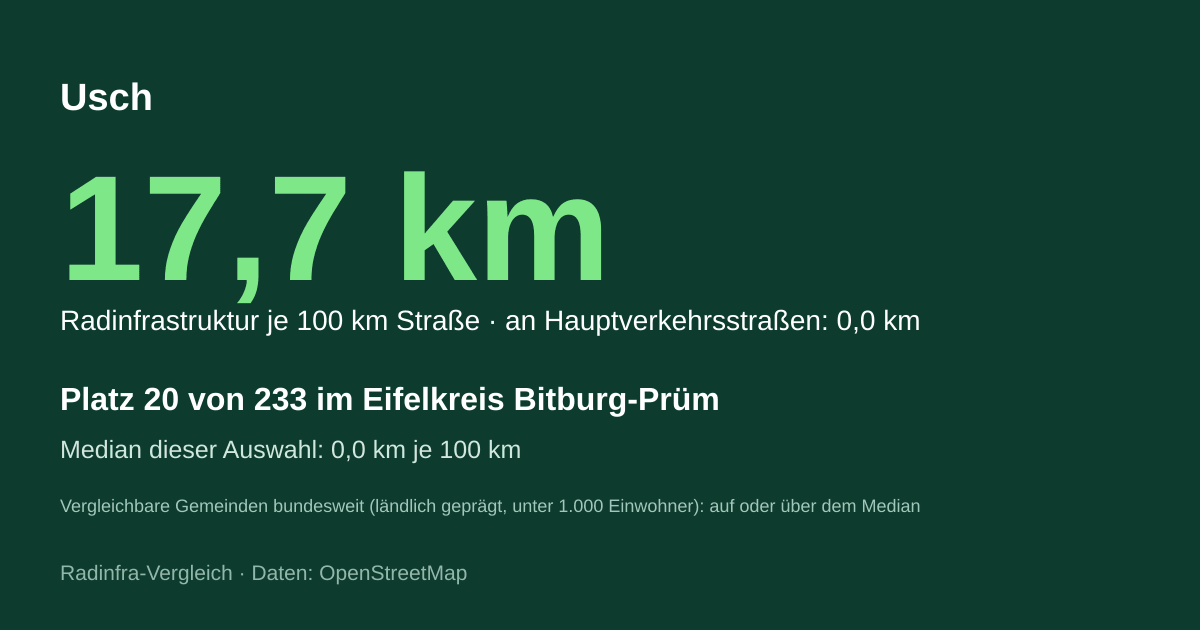 Usch
17,7 km
Radinfrastruktur je 100 km Straße · an Hauptverkehrsstraßen: 0,0 km
Platz 20 von 233 im Eifelkreis Bitburg-Prüm
Median dieser Auswahl: 0,0 km je 100 km
Vergleichbare Gemeinden bundesweit (ländlich geprägt, unter 1.000 Einwohner): auf oder über dem Median
Radinfra-Vergleich · Daten: OpenStreetMap